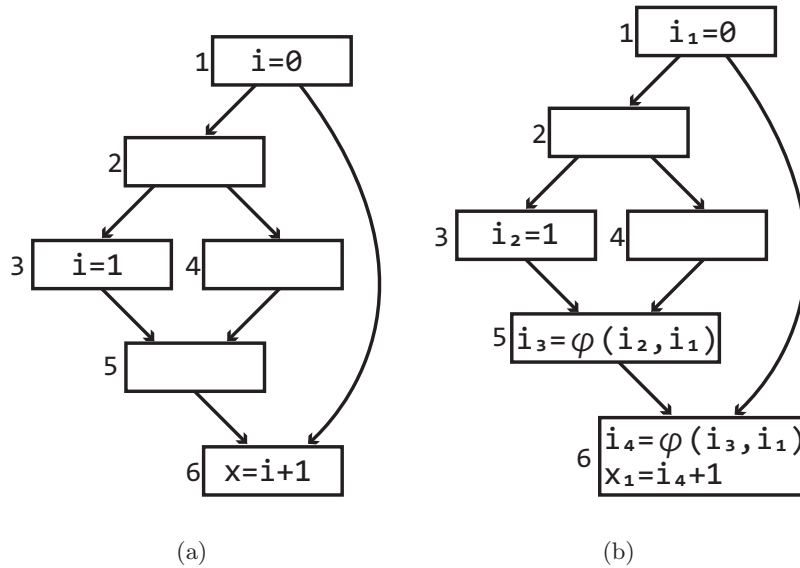 1 i=0
2
3 i=1
4
5
6 x=i+1
(a)
1 i₁=0
2
3 i₂=1
4
5 i₃=φ(i₂,i₁)
6 i₄=φ(i₃,i₁)
x₁=i₄+1
(b)